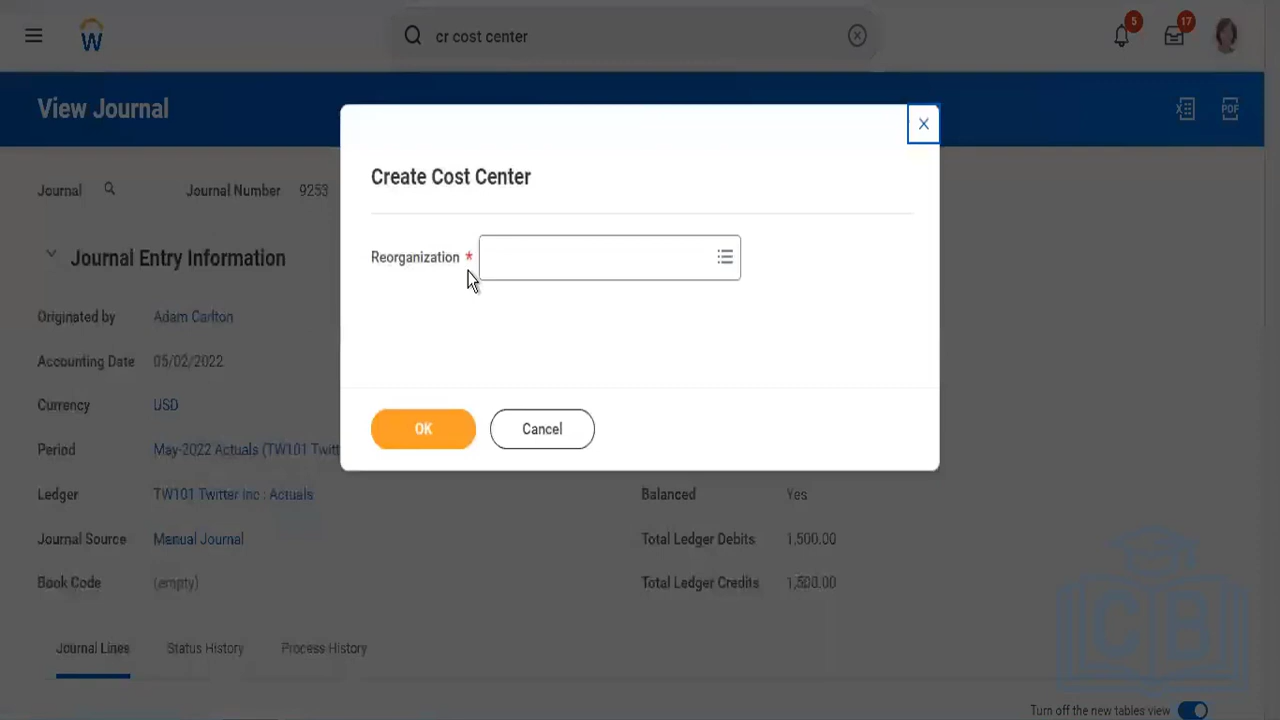 W
cr cost center
5
17
View Journal
X
PDF
X
Create Cost Center
Journal
Journal Number 9253
Reorganization *
Journal Entry Information
Originated by Adam Carlton
Accounting Date 05/02/2022
Currency USD
OK Cancel
Period May-2022 Actuals (TW101 Twitt
Ledger TW101 Twitter Inc : Actuals Balanced Yes
Journal Source Manual Journal Total Ledger Debits 1,500.00
Book Code (empty) Total Ledger Credits 1,500.00
C B
Journal Lines Status History Process History
Turn off the new tables view